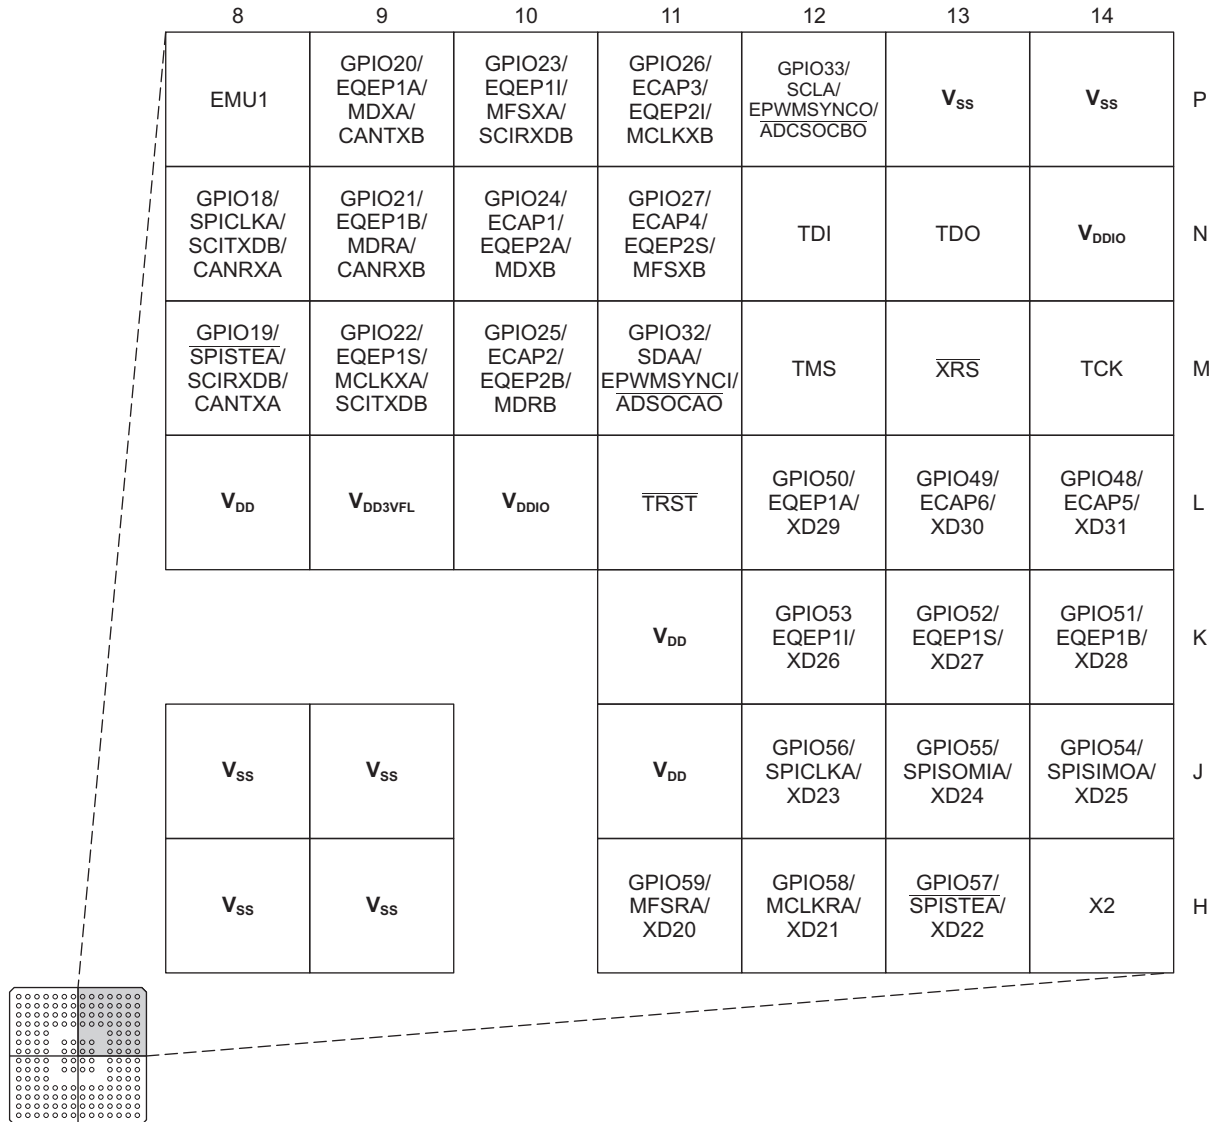 8 9 10 11 12 13 14
EMU1
GPIO20/
EQEP1A/
MDXA/
CANTXB
GPIO23/
EQEP1I/
MFSXA/
SCIRXDB
GPIO26/
ECAP3/
EQEP2I/
MCLKXB
GPIO33/
SCLA/
EPWMSYNCO/
ADCSOCBO
VSS
VSS
P
GPIO18/
SPICLKA/
SCITXDB/
CANRXA
GPIO21/
EQEP1B/
MDRA/
CANRXB
GPIO24/
ECAP1/
EQEP2A/
MDXB
GPIO27/
ECAP4/
EQEP2S/
MFSXB
TDI
TDO
VDDIO
N
GPIO19/
SPISTEA/
SCIRXDB/
CANTXA
GPIO22/
EQEP1S/
MCLKXA/
SCITXDB
GPIO25/
ECAP2/
EQEP2B/
MDRB
GPIO32/
SDAA/
EPWMSYNCI/
ADSOCAO
TMS
XRS
TCK
M
VDD
VDD3VFL
VDDIO
TRST
GPIO50/
EQEP1A/
XD29
GPIO49/
ECAP6/
XD30
GPIO48/
ECAP5/
XD31
L
VDD
GPIO53
EQEP1I/
XD26
GPIO52/
EQEP1S/
XD27
GPIO51/
EQEP1B/
XD28
K
VSS
VSS
VDD
GPIO56/
SPICLKA/
XD23
GPIO55/
SPISOMIA/
XD24
GPIO54/
SPISIMOA/
XD25
J
VSS
VSS
GPIO59/
MFSRA/
XD20
GPIO58/
MCLKRA/
XD21
GPIO57/
SPISTEA/
XD22
X2
H